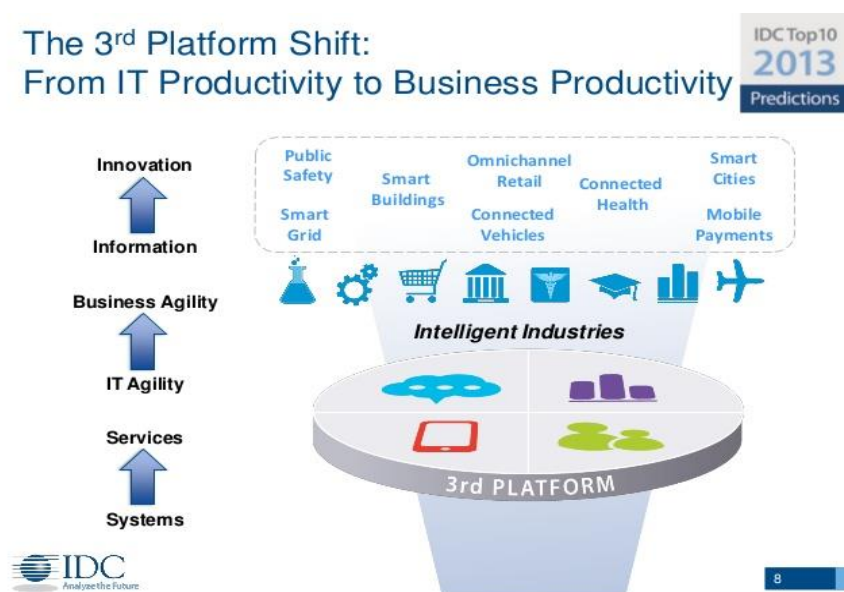 The 3rd Platform Shift:
From IT Productivity to Business Productivity
IDC Top10
2013
Predictions
Innovation
Information
Business Agility
IT Agility
Services
Systems
Public
Safety
Smart
Buildings
Omnichannel
Retail
Connected
Health
Smart
Cities
Smart
Grid
Connected
Vehicles
Mobile
Payments
Intelligent Industries
3rd PLATFORM
IDC
Analyze the Future
8